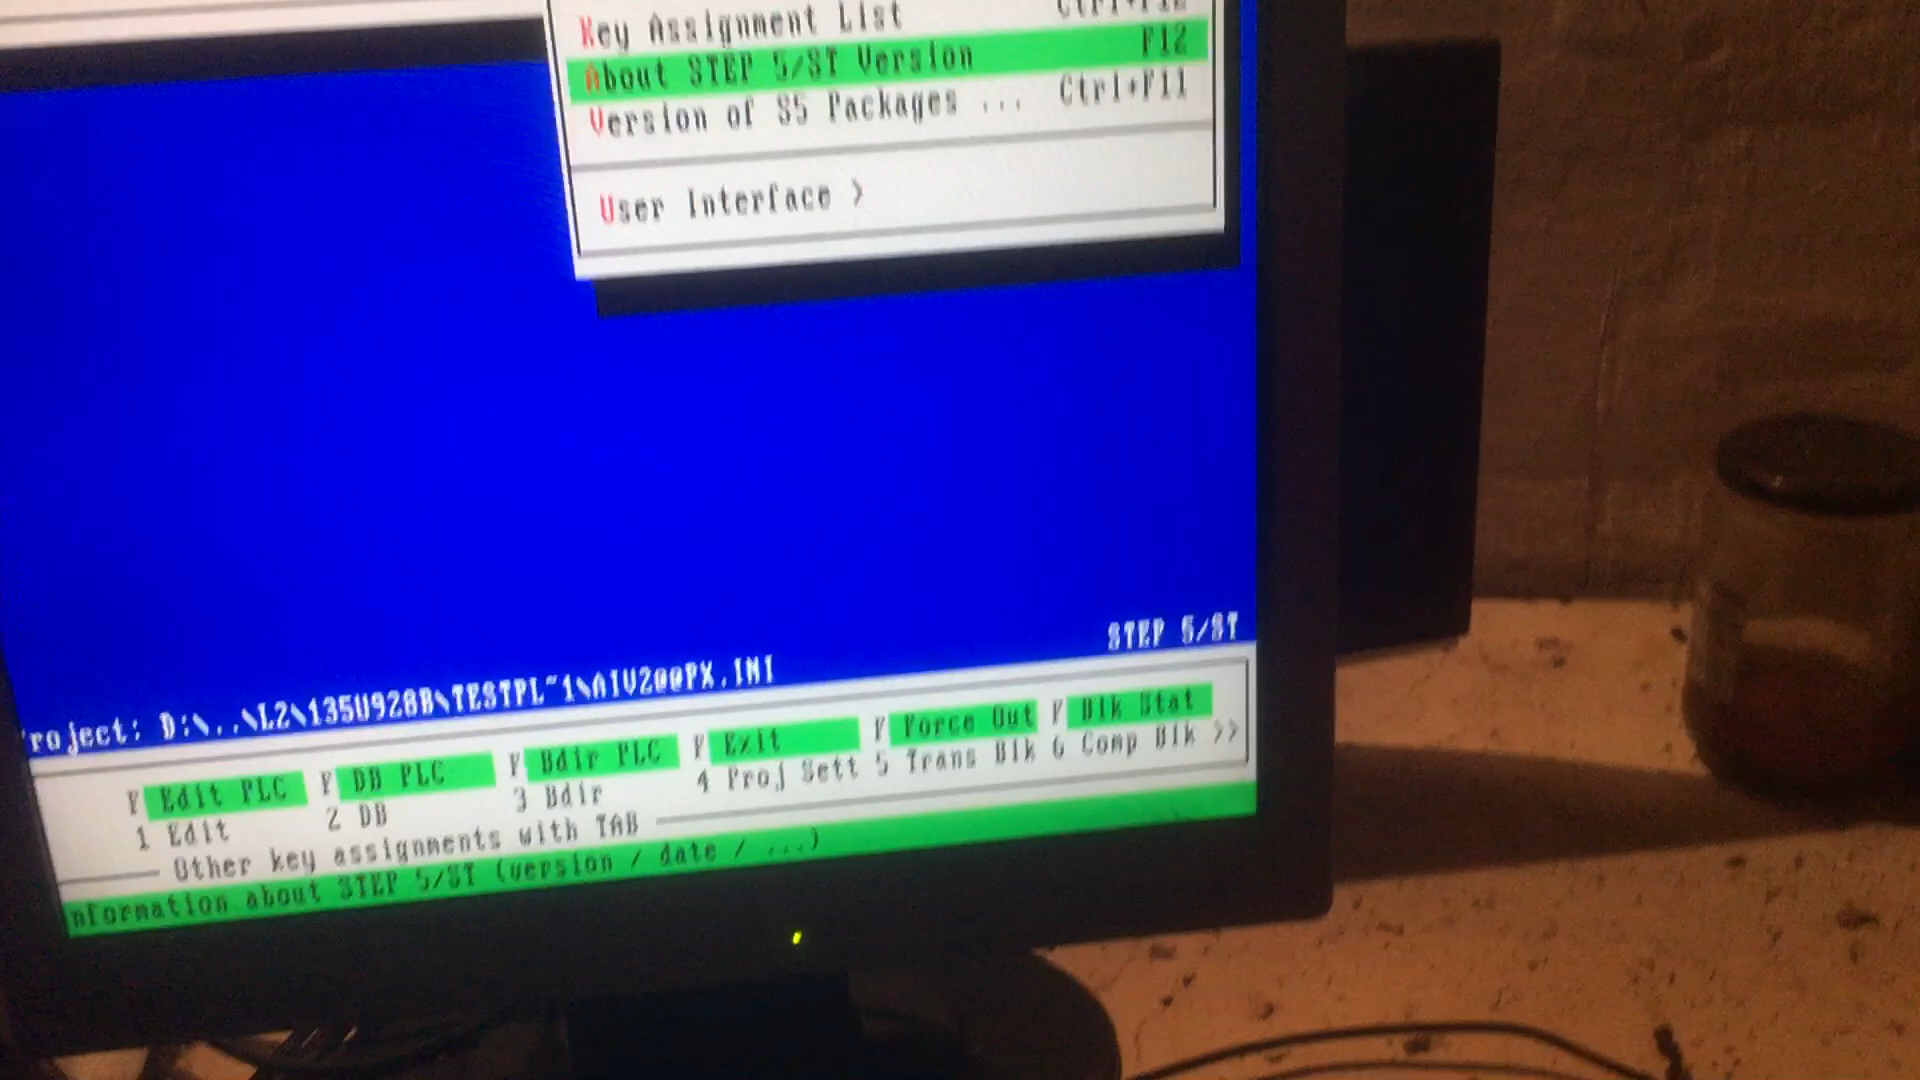 Key Assignment List Ctrl+F12
About STEP 5/ST Version F12
Version of S5 Packages ... Ctrl+F11
User Interface >
STEP 5/ST
roject: D:\..\L2\135U928B\TESTPL~1\AIV2@@PX.INI
F Edit PLC F DB PLC F Bdir PLC F Exit F Force Out F Blk Stat
1 Edit 2 DB 3 Bdir 4 Proj Sett 5 Trans Blk 6 Comp Blk >>
Other key assignments with TAB
nformation about STEP 5/ST (version / date / ...)